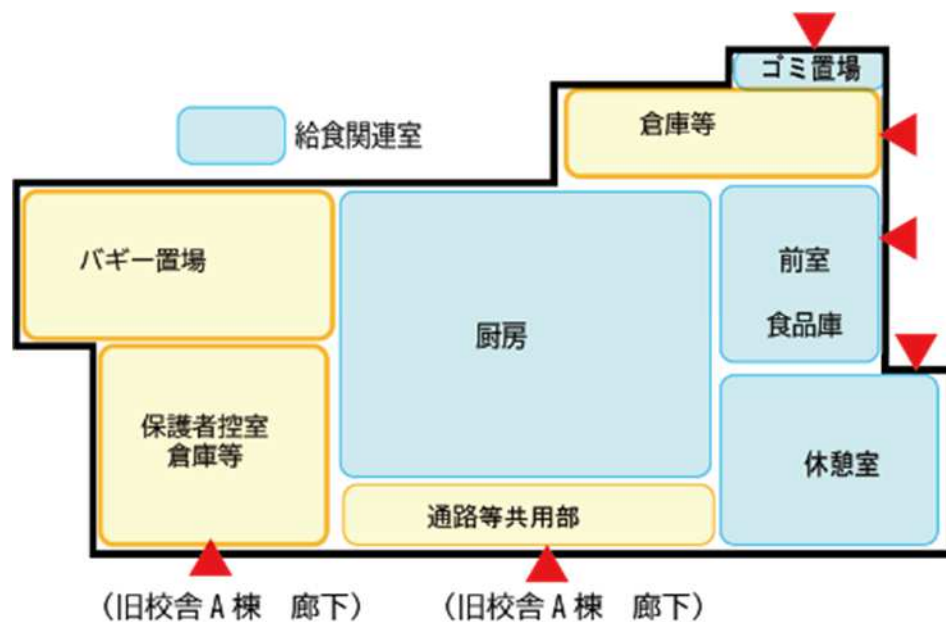 ゴミ置場
倉庫等
給食関連室
バギー置場
前室
食品庫
厨房
保護者控室
倉庫等
休憩室
通路等共用部
（旧校舎A棟　廊下）
（旧校舎A棟　廊下）